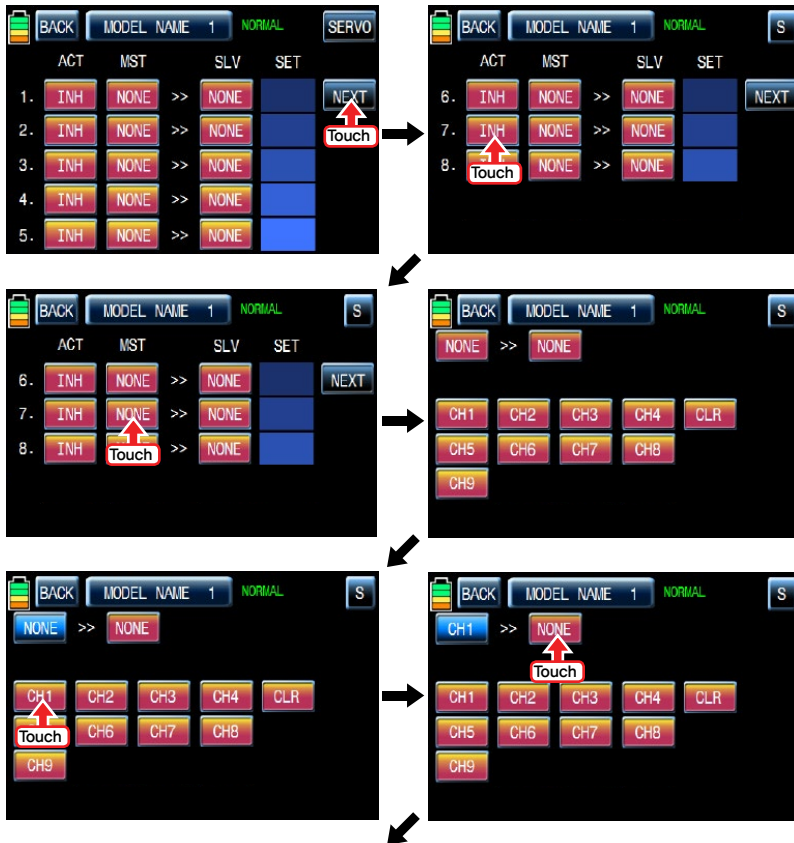 BACK MODEL NAME 1 NORMAL SERVO
ACT MST SLV SET
1. INH NONE >> NONE NEXT
Touch
2. INH NONE >> NONE
3. INH NONE >> NONE
4. INH NONE >> NONE
5. INH NONE >> NONE
BACK MODEL NAME 1 NORMAL S
ACT MST SLV SET
6. INH NONE >> NONE NEXT
7. INH NONE >> NONE
8. NONE >> NONE
Touch
BACK MODEL NAME 1 NORMAL S
ACT MST SLV SET
6. INH NONE >> NONE NEXT
7. INH NONE >> NONE
8. INH >> NONE
Touch
BACK MODEL NAME 1 NORMAL S
NONE >> NONE
CH1 CH2 CH3 CH4 CLR
CH5 CH6 CH7 CH8
CH9
BACK MODEL NAME 1 NORMAL S
NONE >> NONE
CH1 CH2 CH3 CH4 CLR
Touch
CH6 CH7 CH8
CH9
BACK MODEL NAME 1 NORMAL S
CH1 >> NONE
Touch
CH1 CH2 CH3 CH4 CLR
CH5 CH6 CH7 CH8
CH9